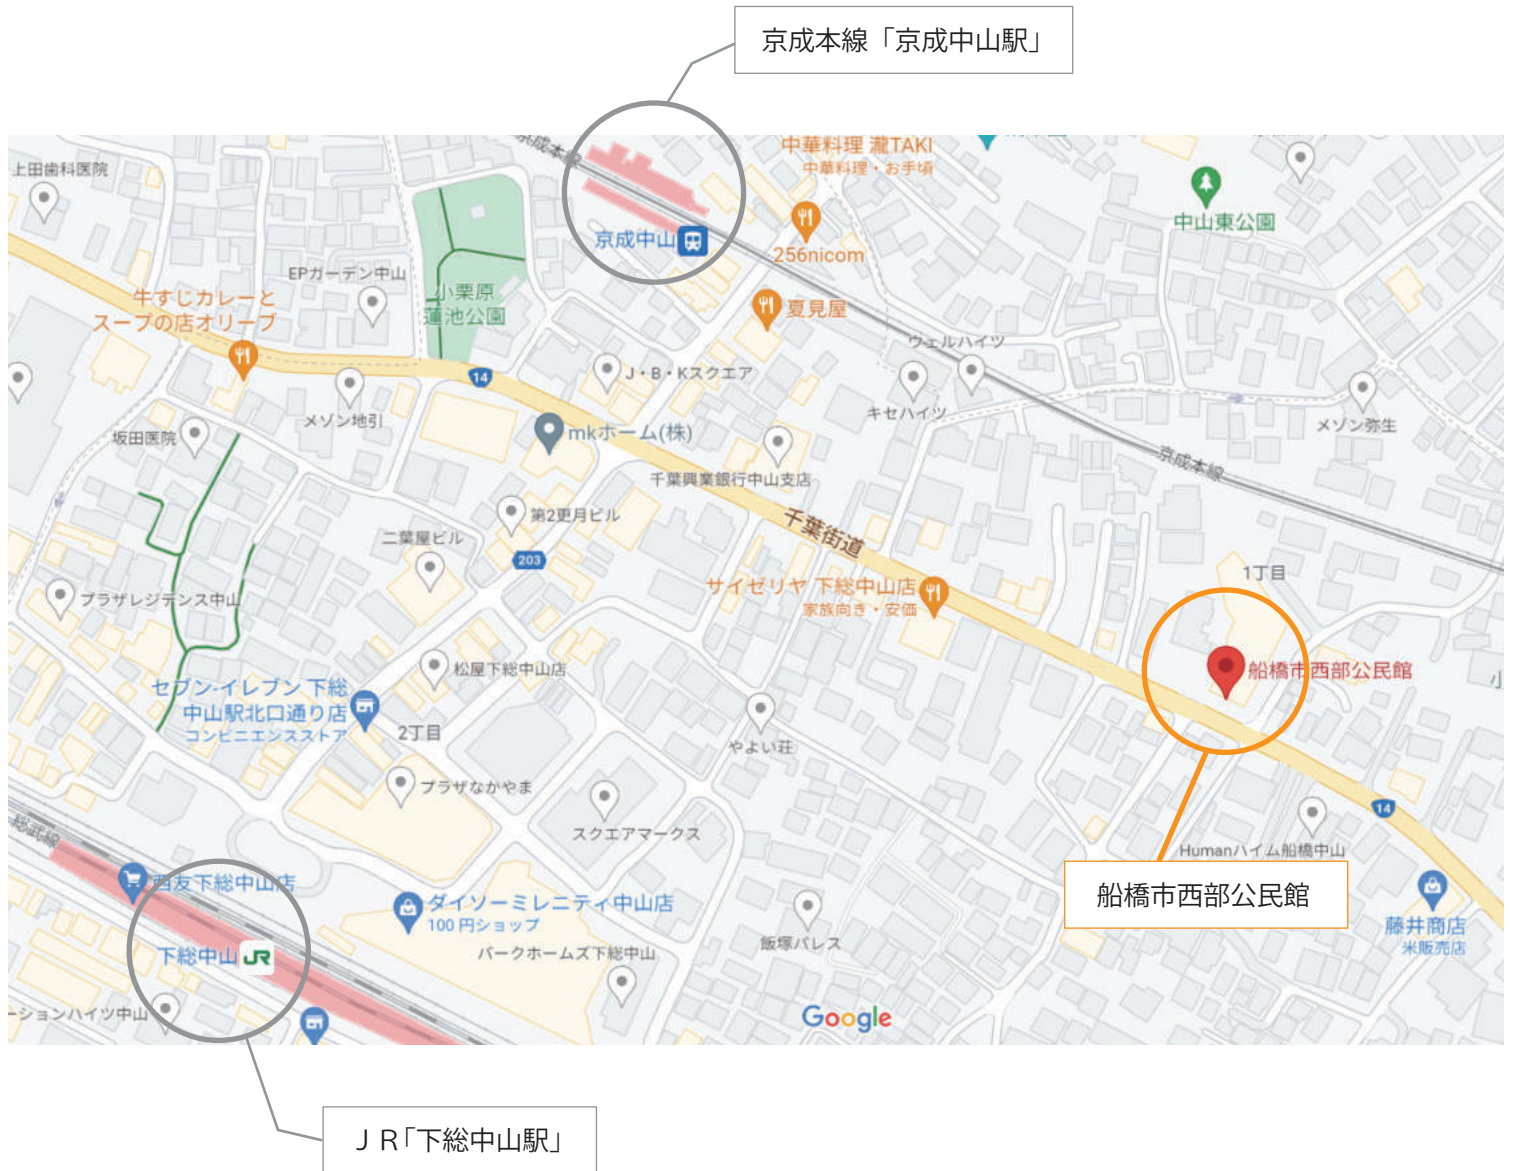 京成本線「京成中山駅」
京成本線
中華料理 瀧TAKI
中華料理・お手頃
上田歯科医院
中山東公園
京成中山
256nicom
EPガーデン中山
小栗原
蓮池公園
牛すじカレーと
スープの店オリーブ
夏見屋
ウェルハイツ
J・B・Kスクエア
14
メゾン地引
キセハイツ
メゾン弥生
坂田医院
mkホーム(株)
京成本線
千葉興業銀行中山支店
第2更月ビル
千葉街道
二葉屋ビル
203
1丁目
サイゼリヤ 下総中山店
家族向き・安価
プラザレジデンス中山
松屋下総中山店
船橋市西部公民館
小
セブン-イレブン 下総
中山駅北口通り店
コンビニエンスストア
2丁目
やよい荘
プラザなかやま
14
スクエアマークス
総武線
Humanハイム船橋中山
西友下総中山店
船橋市西部公民館
ダイソーミレニティ中山店
100 円ショップ
藤井商店
米販売店
飯塚パレス
下総中山
JR
パークホームズ下総中山
ーションハイツ中山
Google
ＪＲ「下総中山駅」